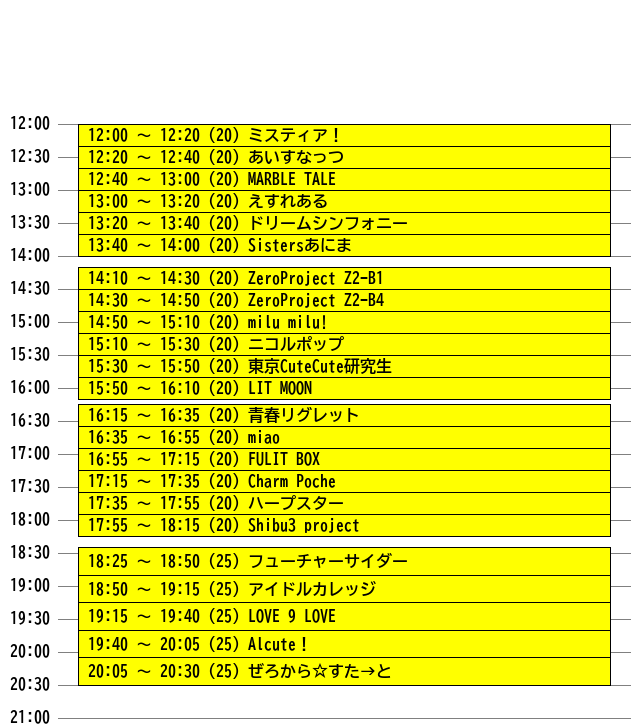 12:00
12:00 ～ 12:20 (20) ミスティア！
12:20 ～ 12:40 (20) あいすなっつ
12:30
12:40 ～ 13:00 (20) MARBLE TALE
13:00
13:00 ～ 13:20 (20) えすれある
13:20 ～ 13:40 (20) ドリームシンフォニー
13:30
13:40 ～ 14:00 (20) Sistersあにま
14:00
14:10 ～ 14:30 (20) ZeroProject Z2-B1
14:30
14:30 ～ 14:50 (20) ZeroProject Z2-B4
14:50 ～ 15:10 (20) milu milu!
15:00
15:10 ～ 15:30 (20) ニコルポップ
15:30
15:30 ～ 15:50 (20) 東京CuteCute研究生
15:50 ～ 16:10 (20) LIT MOON
16:00
16:15 ～ 16:35 (20) 青春リグレット
16:30
16:35 ～ 16:55 (20) miao
16:55 ～ 17:15 (20) FULIT BOX
17:00
17:15 ～ 17:35 (20) Charm Poche
17:30
17:35 ～ 17:55 (20) ハープスター
17:55 ～ 18:15 (20) Shibu3 project
18:00
18:30
18:25 ～ 18:50 (25) フューチャーサイダー
19:00
18:50 ～ 19:15 (25) アイドルカレッジ
19:15 ～ 19:40 (25) LOVE 9 LOVE
19:30
19:40 ～ 20:05 (25) Alcute！
20:00
20:05 ～ 20:30 (25) ぜろから☆すた→と
20:30
21:00